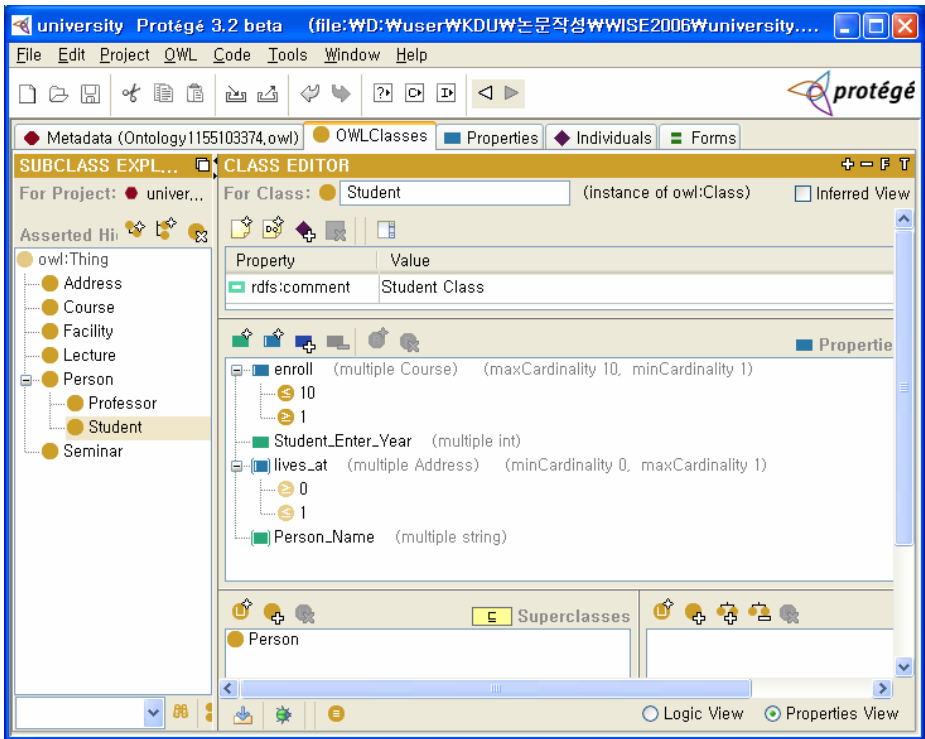 university Protégé 3.2 beta (file:₩D:₩user₩KDU₩논문작성₩WISE2006₩university....
File Edit Project OWL Code Tools Window Help
protégé
Metadata (Ontology1155103374.owl) OWLClasses Properties Individuals Forms
SUBCLASS EXPL... CLASS EDITOR
For Project: univer... For Class: Student (instance of owl:Class) Inferred View
Asserted Hi
Property Value
owl:Thing
rdfs:comment Student Class
Address
Course
Facility
Lecture
Person
Professor
Student
Seminar
Propertie
enroll (multiple Course) (maxCardinality 10, minCardinality 1)
≤ 10
≥ 1
Student_Enter_Year (multiple int)
lives_at (multiple Address) (minCardinality 0, maxCardinality 1)
≥ 0
≤ 1
Person_Name (multiple string)
⊑ Superclasses
Person
Logic View Properties View